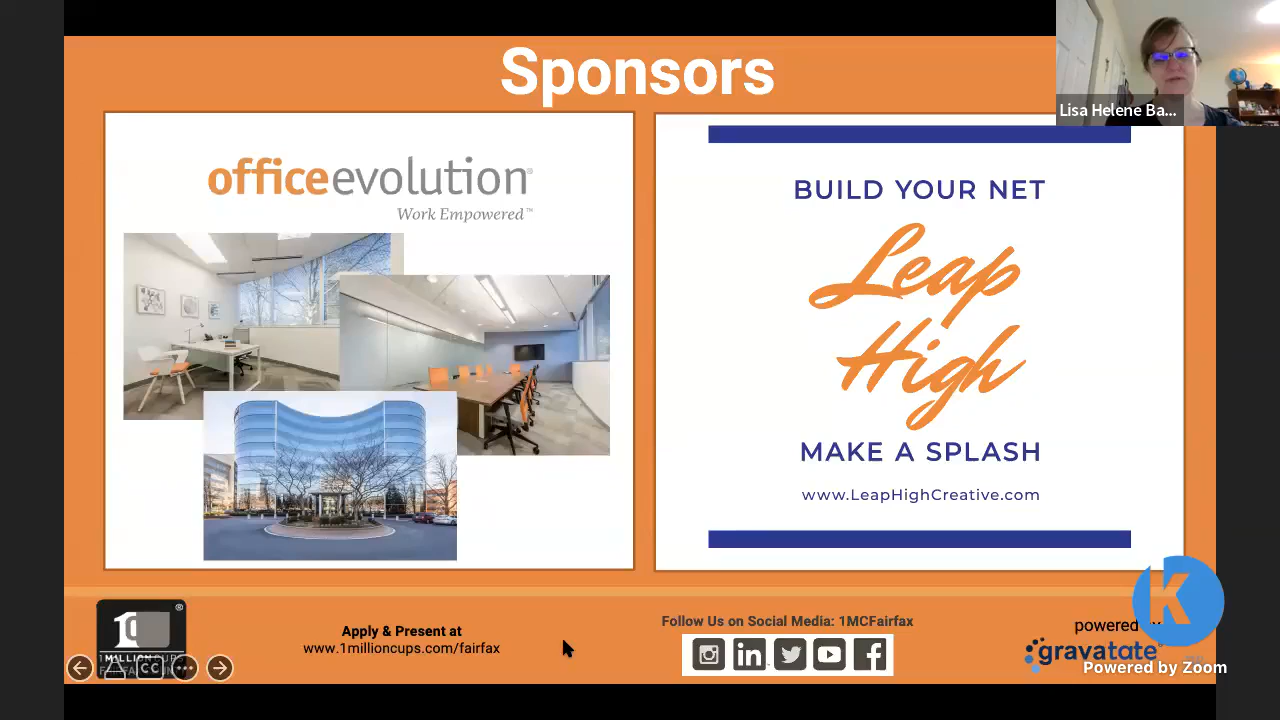 Sponsors
Lisa Helene Ba...
officeevolution
Work Empowered™
BUILD YOUR NET
Leap
High
MAKE A SPLASH
www.LeapHighCreative.com
Apply & Present at
www.1millioncups.com/fairfax
Follow Us on Social Media: 1MCFairfax
powered
gravatate
K
Powered by Zoom
CC